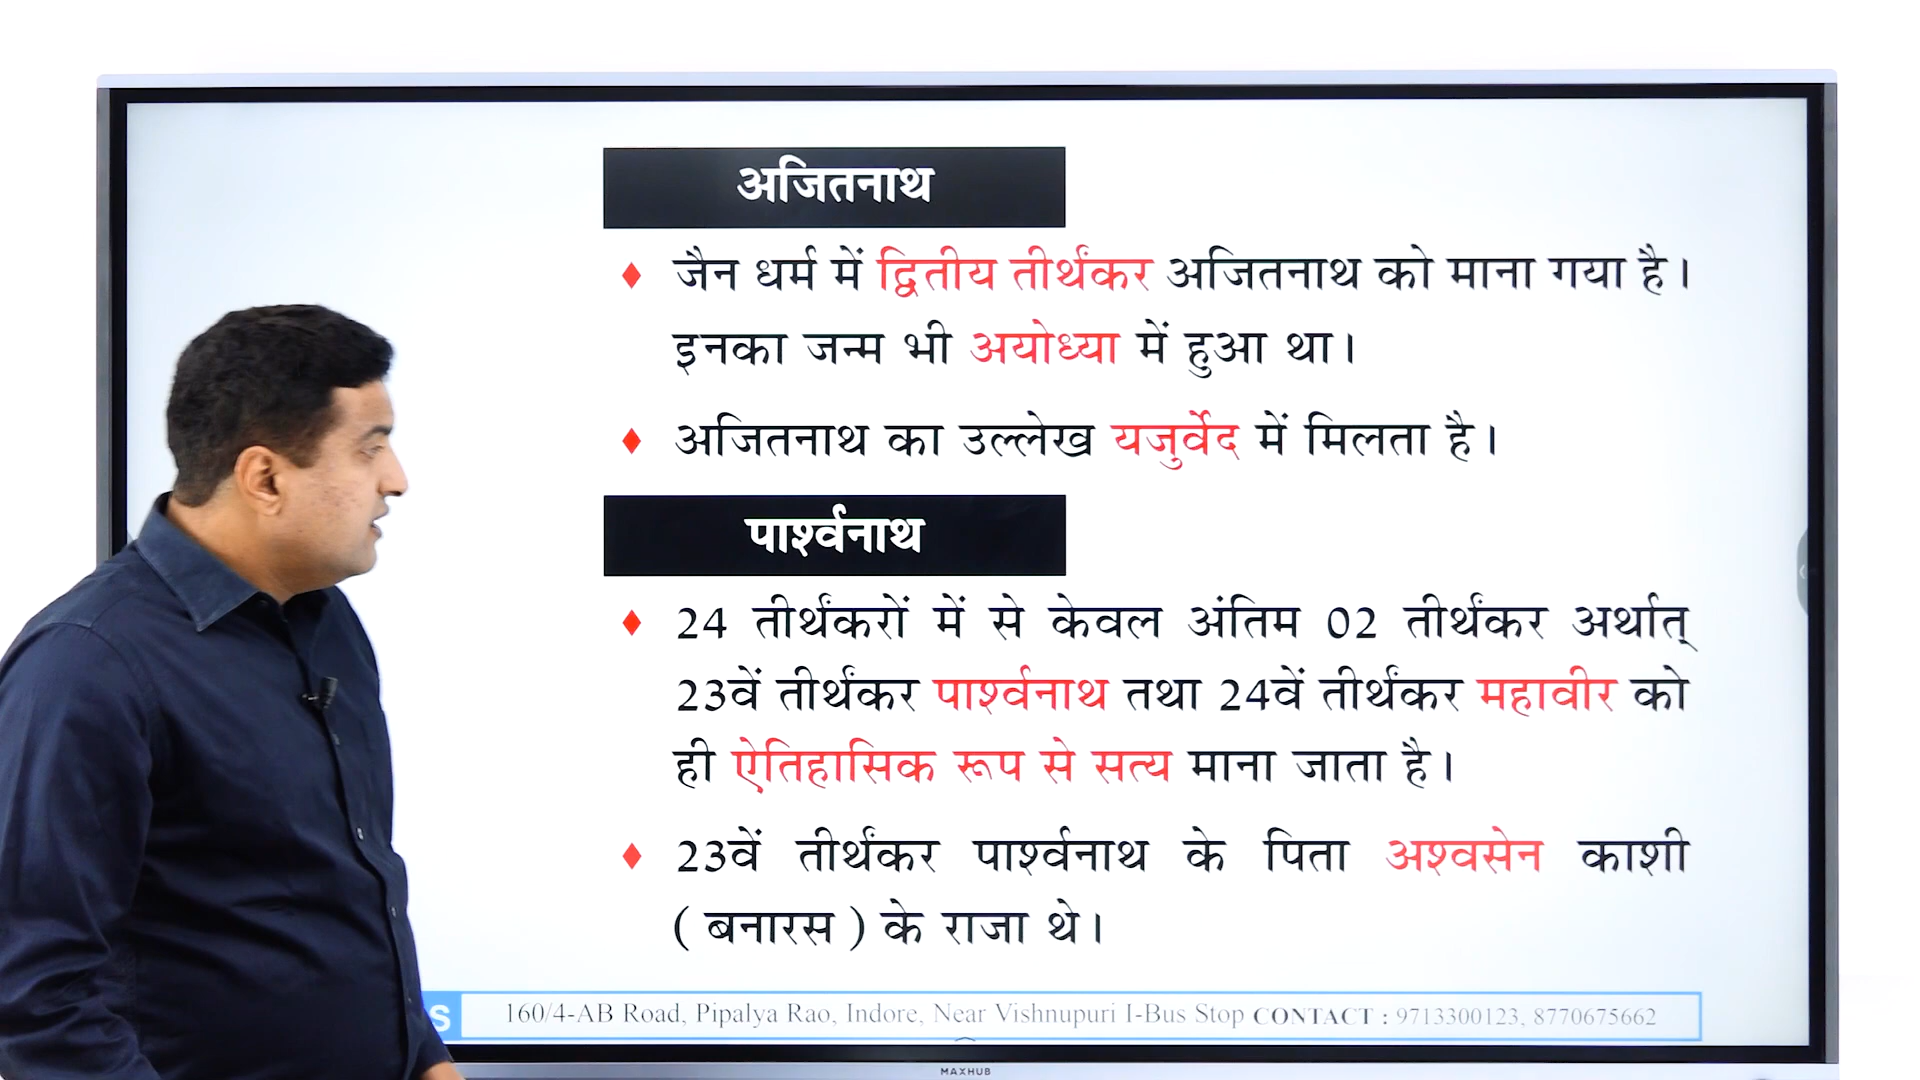 अजितनाथ
♦ जैन धर्म में द्वितीय तीर्थंकर अजितनाथ को माना गया है।
इनका जन्म भी अयोध्या में हुआ था।
♦ अजितनाथ का उल्लेख यजुर्वेद में मिलता है।
पार्श्वनाथ
♦ 24 तीर्थंकरों में से केवल अंतिम 02 तीर्थंकर अर्थात्
23वें तीर्थंकर पार्श्वनाथ तथा 24वें तीर्थंकर महावीर को
ही ऐतिहासिक रूप से सत्य माना जाता है।
♦ 23वें तीर्थंकर पार्श्वनाथ के पिता अश्वसेन काशी
( बनारस ) के राजा थे।
S 160/4-AB Road, Pipalya Rao, Indore, Near Vishnupuri I-Bus Stop CONTACT : 9713300123, 8770675662
MAXHUB